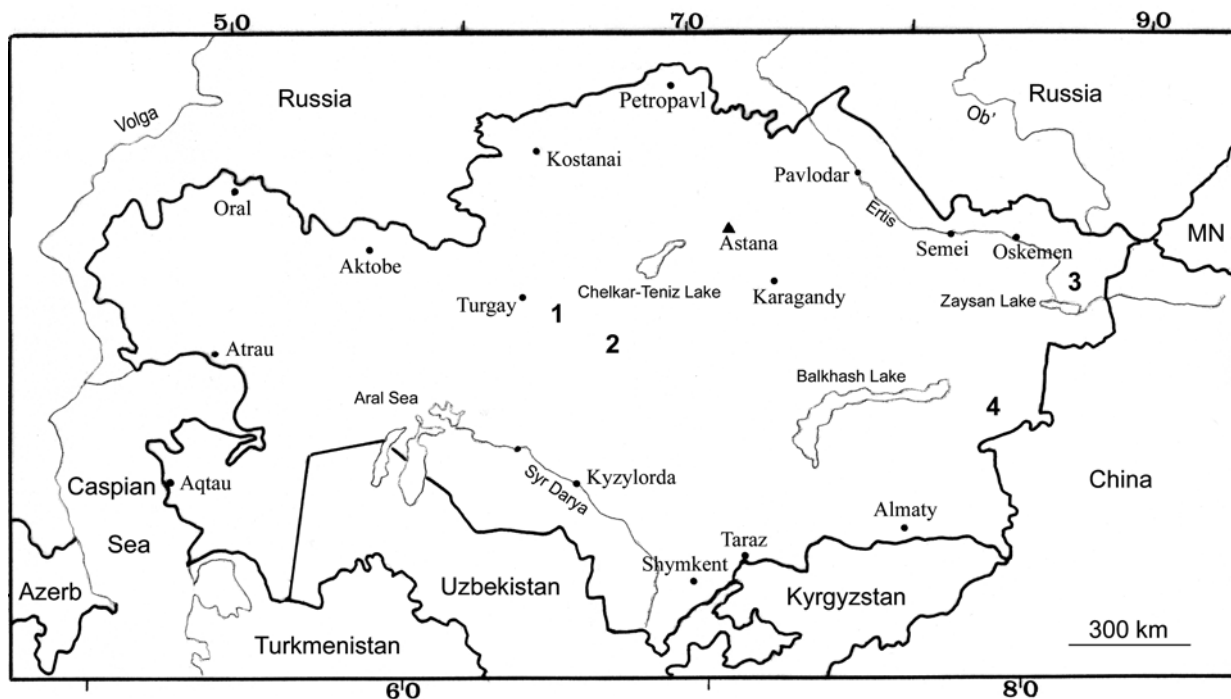 5,0
7,0
9,0
Volga
Russia
Petropavl
Ob'
Russia
Kostanai
Pavlodar
Oral
Ertis
Astana
Semei
Oskemen
MN
Aktobe
Chelkar-Teniz Lake
Karagandy
3
Turgay
1
Zaysan Lake
2
Atrau
Balkhash Lake
Aral Sea
4
Caspian
Sea
Aqtau
Syr Darya
Kyzylorda
China
Almaty
Taraz
Shymkent
Azerb
Uzbekistan
Kyrgyzstan
Turkmenistan
300 km
6,0
8,0